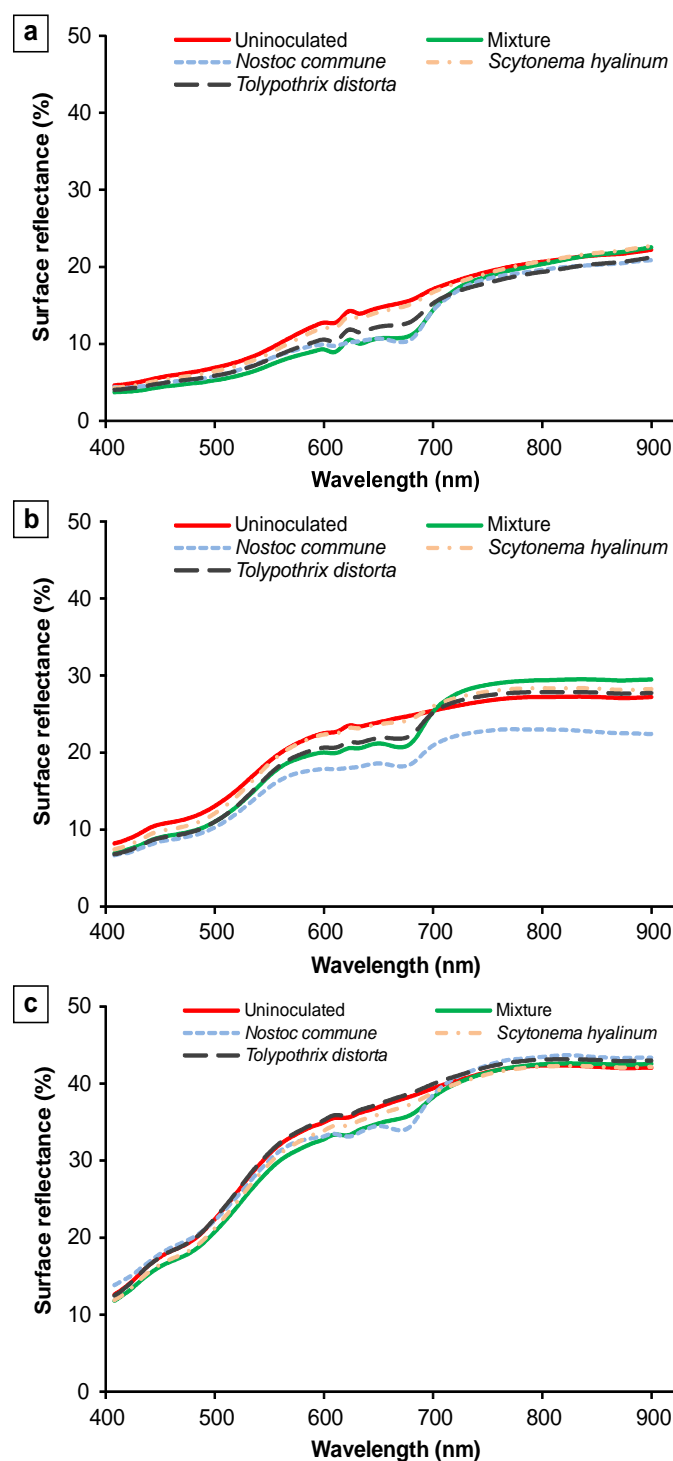 a
50
Uninoculated Mixture
Nostoc commune Scytonema hyalinum
Tolypothrix distorta
40
30
20
10
0
Surface reflectance (%)
400 500 600 700 800 900
Wavelength (nm)
b
50
Uninoculated Mixture
Nostoc commune Scytonema hyalinum
Tolypothrix distorta
40
30
20
10
0
Surface reflectance (%)
400 500 600 700 800 900
Wavelength (nm)
c
50
Uninoculated Mixture
Nostoc commune Scytonema hyalinum
Tolypothrix distorta
40
30
20
10
0
Surface reflectance (%)
400 500 600 700 800 900
Wavelength (nm)